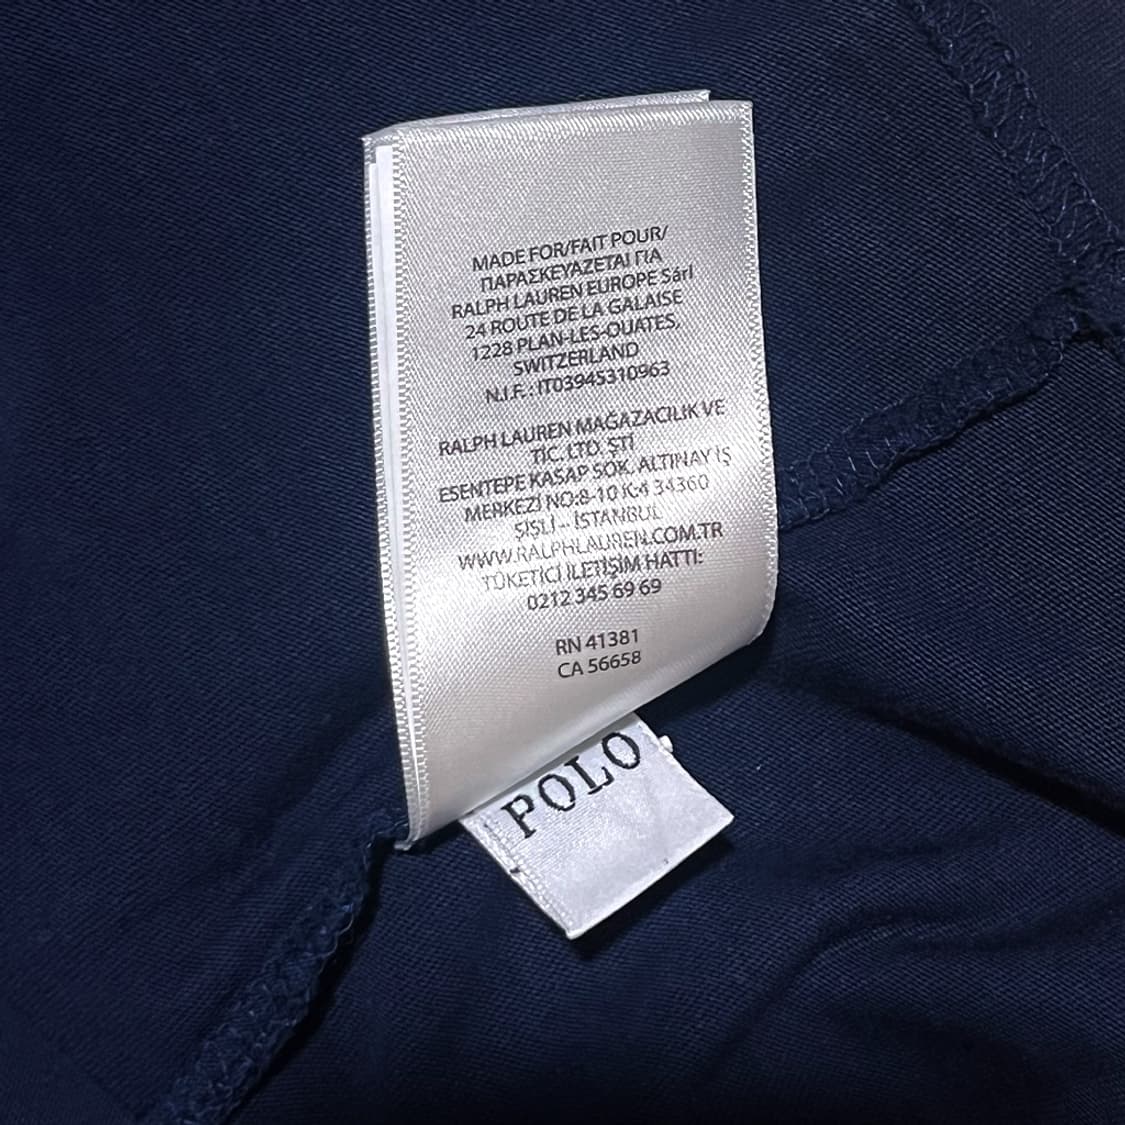 MADE FOR/FAIT POUR/
ΠΑΡΑΣΚΕΥΑΖΕΤΑΙ ΓΙΑ
RALPH LAUREN EUROPE Sárl
24 ROUTE DE LA GALAISE
1228 PLAN-LES-OUATES,
SWITZERLAND
N.I.F. : IT03945310963
RALPH LAUREN MAĞAZACILIK VE
TİC. LTD. ŞTİ
ESENTEPE KASAP SOK. ALTINAY İŞ
MERKEZİ NO:8-10 K:4 34360
ŞİŞLİ – İSTANBUL
WWW.RALPHLAUREN.COM.TR
TÜKETİCİ İLETİŞİM HATTI:
0212 345 69 69
RN 41381
CA 56658
POLO